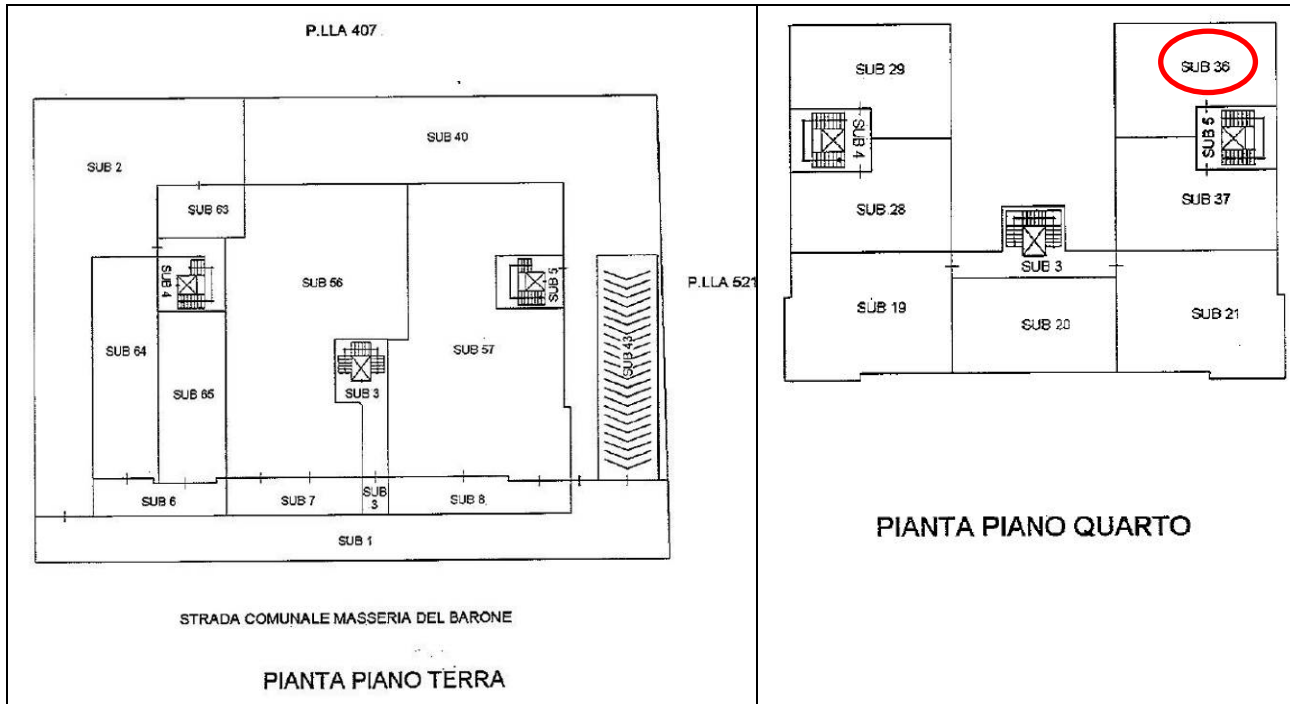 P.LLA 407
SUB 40
SUB 2
SUB 63
SUB 4
SUB 56
SUB 5
P.LLA 521
SUB 64
SUB 57
SUB 43
SUB 65
SUB 3
SUB 6
SUB 7
SUB 3
SUB 8
SUB 1
STRADA COMUNALE MASSERIA DEL BARONE
PIANTA PIANO TERRA
SUB 29
SUB 36
SUB 4
SUB 5
SUB 28
SUB 37
SUB 3
SUB 19
SUB 20
SUB 21
PIANTA PIANO QUARTO